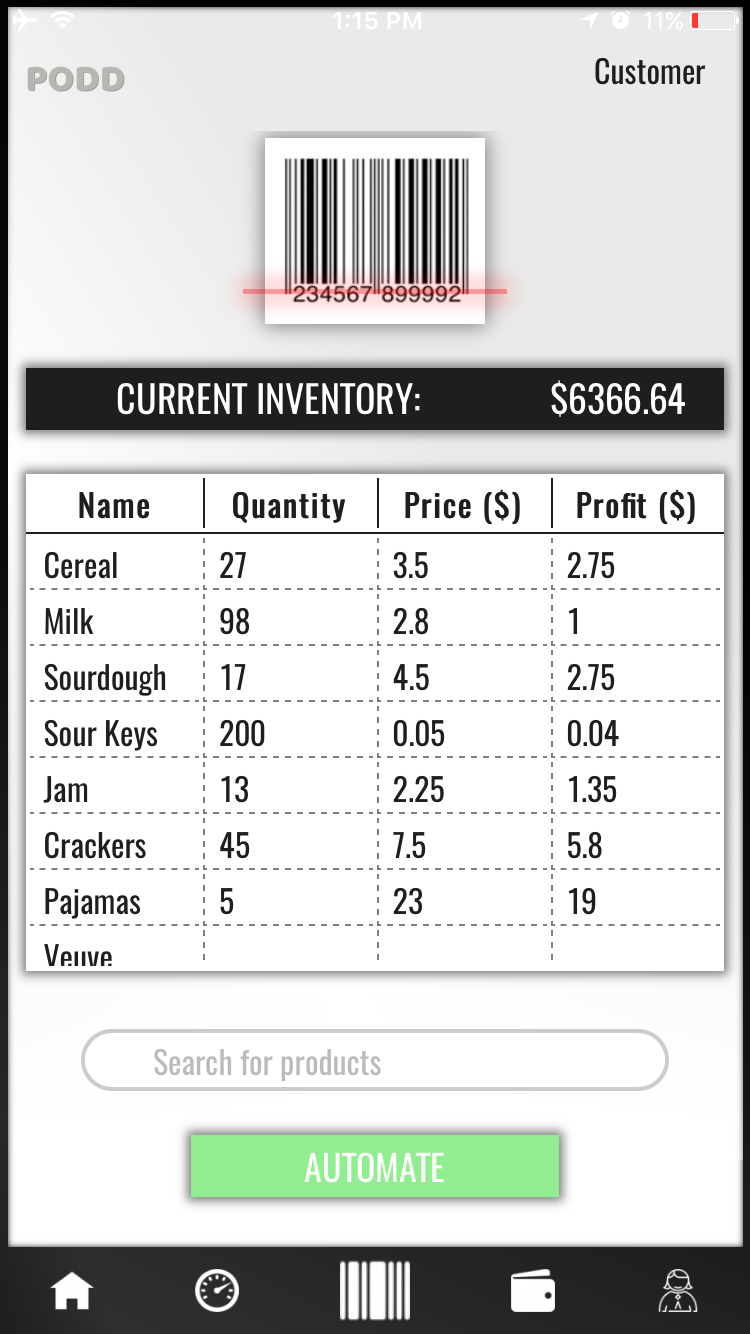 1:15 PM 11%
PODD Customer
234567 899992
CURRENT INVENTORY: $6366.64
Name Quantity Price ($) Profit ($)
Cereal 27 3.5 2.75
Milk 98 2.8 1
Sourdough 17 4.5 2.75
Sour Keys 200 0.05 0.04
Jam 13 2.25 1.35
Crackers 45 7.5 5.8
Pajamas 5 23 19
Veuve
Search for products
AUTOMATE